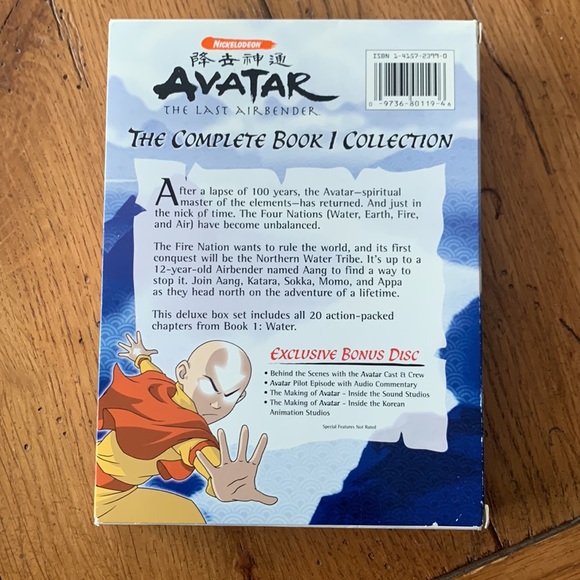 NICKELODEON
降去神通
AVATAR
THE LAST AIRBENDER
ISBN 1-4157-2399-0
0 -9736-80119-4 6
THE COMPLETE BOOK 1 COLLECTION
After a lapse of 100 years, the Avatar—spiritual
master of the elements—has returned. And just in
the nick of time. The Four Nations (Water, Earth, Fire,
and Air) have become unbalanced.
The Fire Nation wants to rule the world, and its first
conquest will be the Northern Water Tribe. It's up to a
12-year-old Airbender named Aang to find a way to
stop it. Join Aang, Katara, Sokka, Momo, and Appa
as they head north on the adventure of a lifetime.
This deluxe box set includes all 20 action-packed
chapters from Book 1: Water.
EXCLUSIVE BONUS DISC
• Behind the Scenes with the Avatar Cast & Crew
• Avatar Pilot Episode with Audio Commentary
• The Making of Avatar – Inside the Sound Studios
• The Making of Avatar – Inside the Korean
Animation Studios
Special Features Not Rated